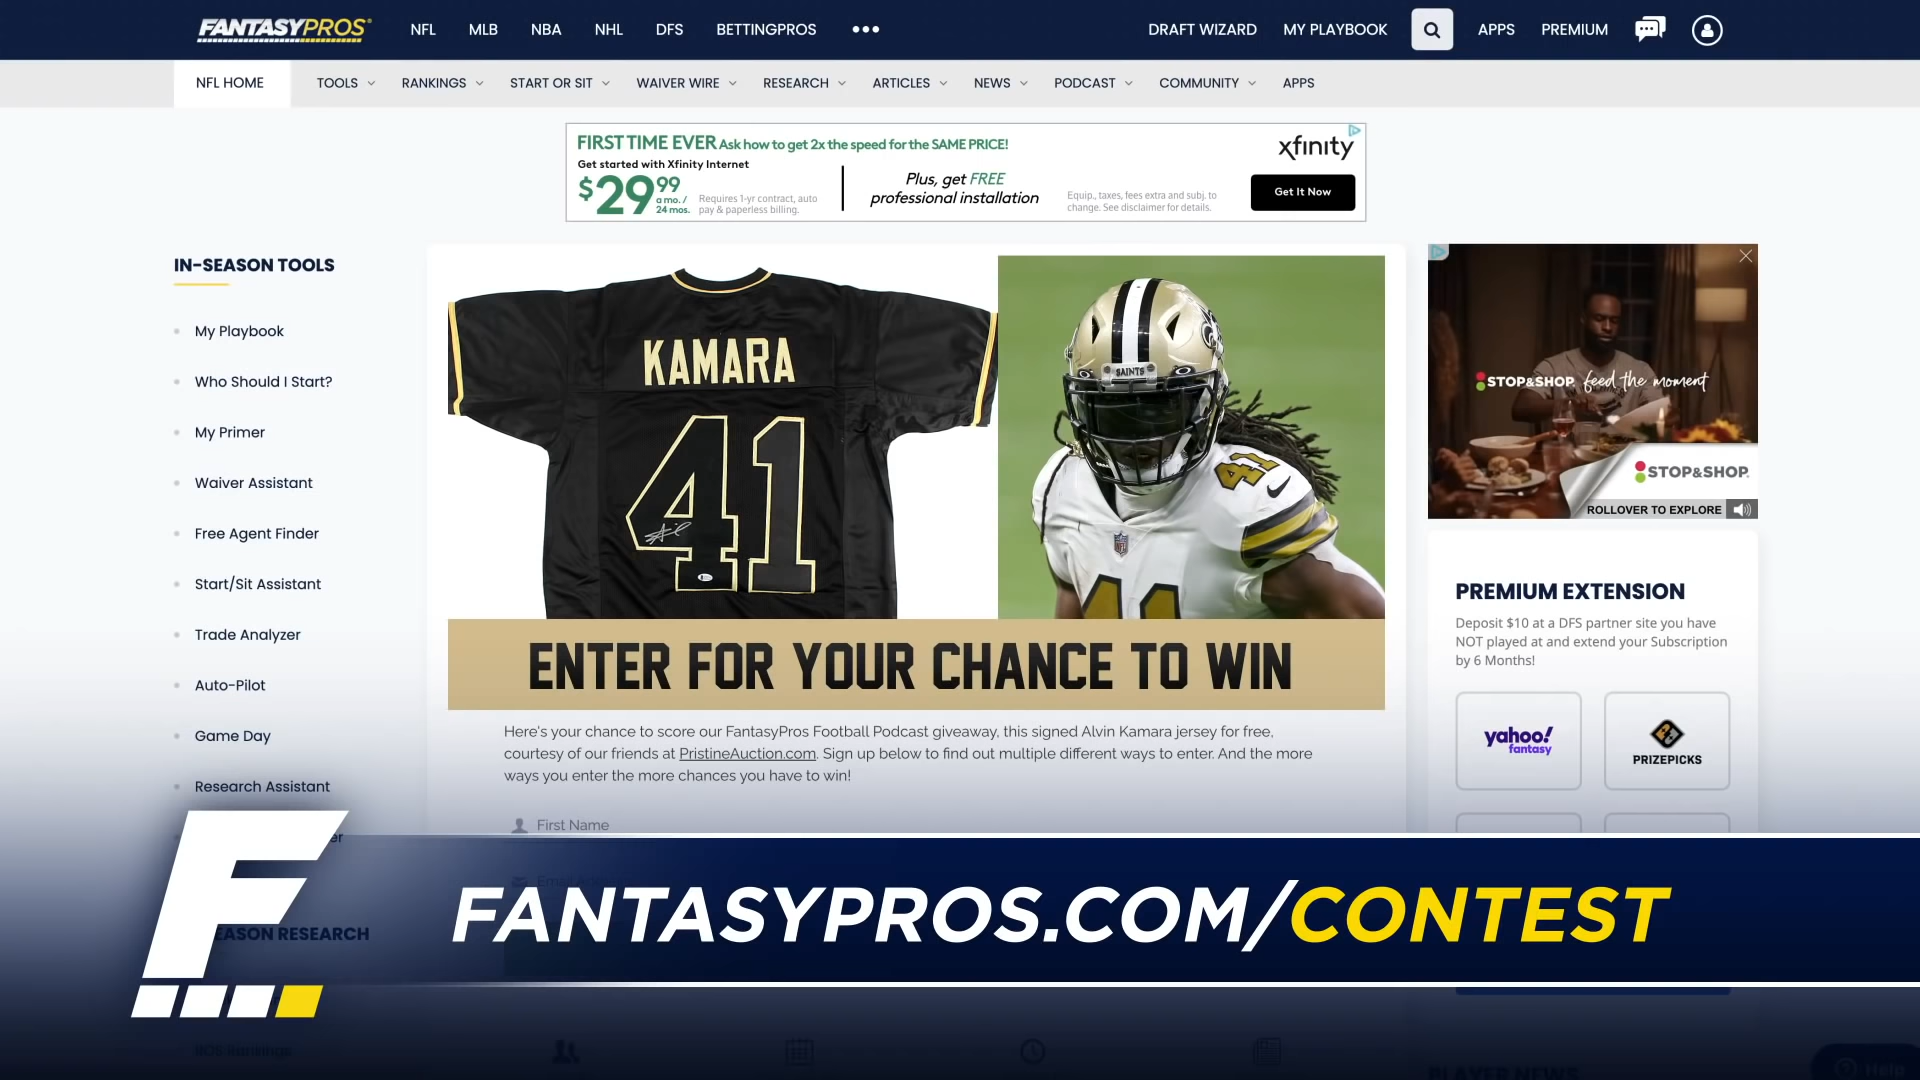 FANTASYPROS
NFL
MLB
NBA
NHL
DFS
BETTINGPROS
DRAFT WIZARD
MY PLAYBOOK
APPS
PREMIUM
NFL HOME
TOOLS
RANKINGS
START OR SIT
WAIVER WIRE
RESEARCH
ARTICLES
NEWS
PODCAST
COMMUNITY
APPS
FIRST TIME EVER Ask how to get 2x the speed for the SAME PRICE!
Get started with Xfinity Internet
$29 99
a mo. /
24 mos.
Requires 1-yr contract, auto
pay & paperless billing.
Plus, get FREE
professional installation
Equip., taxes, fees extra and subj. to
change. See disclaimer for details.
xfinity
Get It Now
IN-SEASON TOOLS
My Playbook
Who Should I Start?
My Primer
Waiver Assistant
Free Agent Finder
Start/Sit Assistant
Trade Analyzer
Auto-Pilot
Game Day
Research Assistant
KAMARA
41
SAINTS
41
NFL
41
ENTER FOR YOUR CHANCE TO WIN
Here's your chance to score our FantasyPros Football Podcast giveaway, this signed Alvin Kamara jersey for free,
courtesy of our friends at PristineAuction.com. Sign up below to find out multiple different ways to enter. And the more
ways you enter the more chances you have to win!
First Name
STOP&SHOP feed the moment
STOP&SHOP.
ROLLOVER TO EXPLORE
PREMIUM EXTENSION
Deposit $10 at a DFS partner site you have
NOT played at and extend your Subscription
by 6 Months!
yahoo!
fantasy
PRIZEPICKS
F
EASON RESEARCH
FANTASYPROS.COM/CONTEST
ROS Rankings
PLAYER NEWS
Help